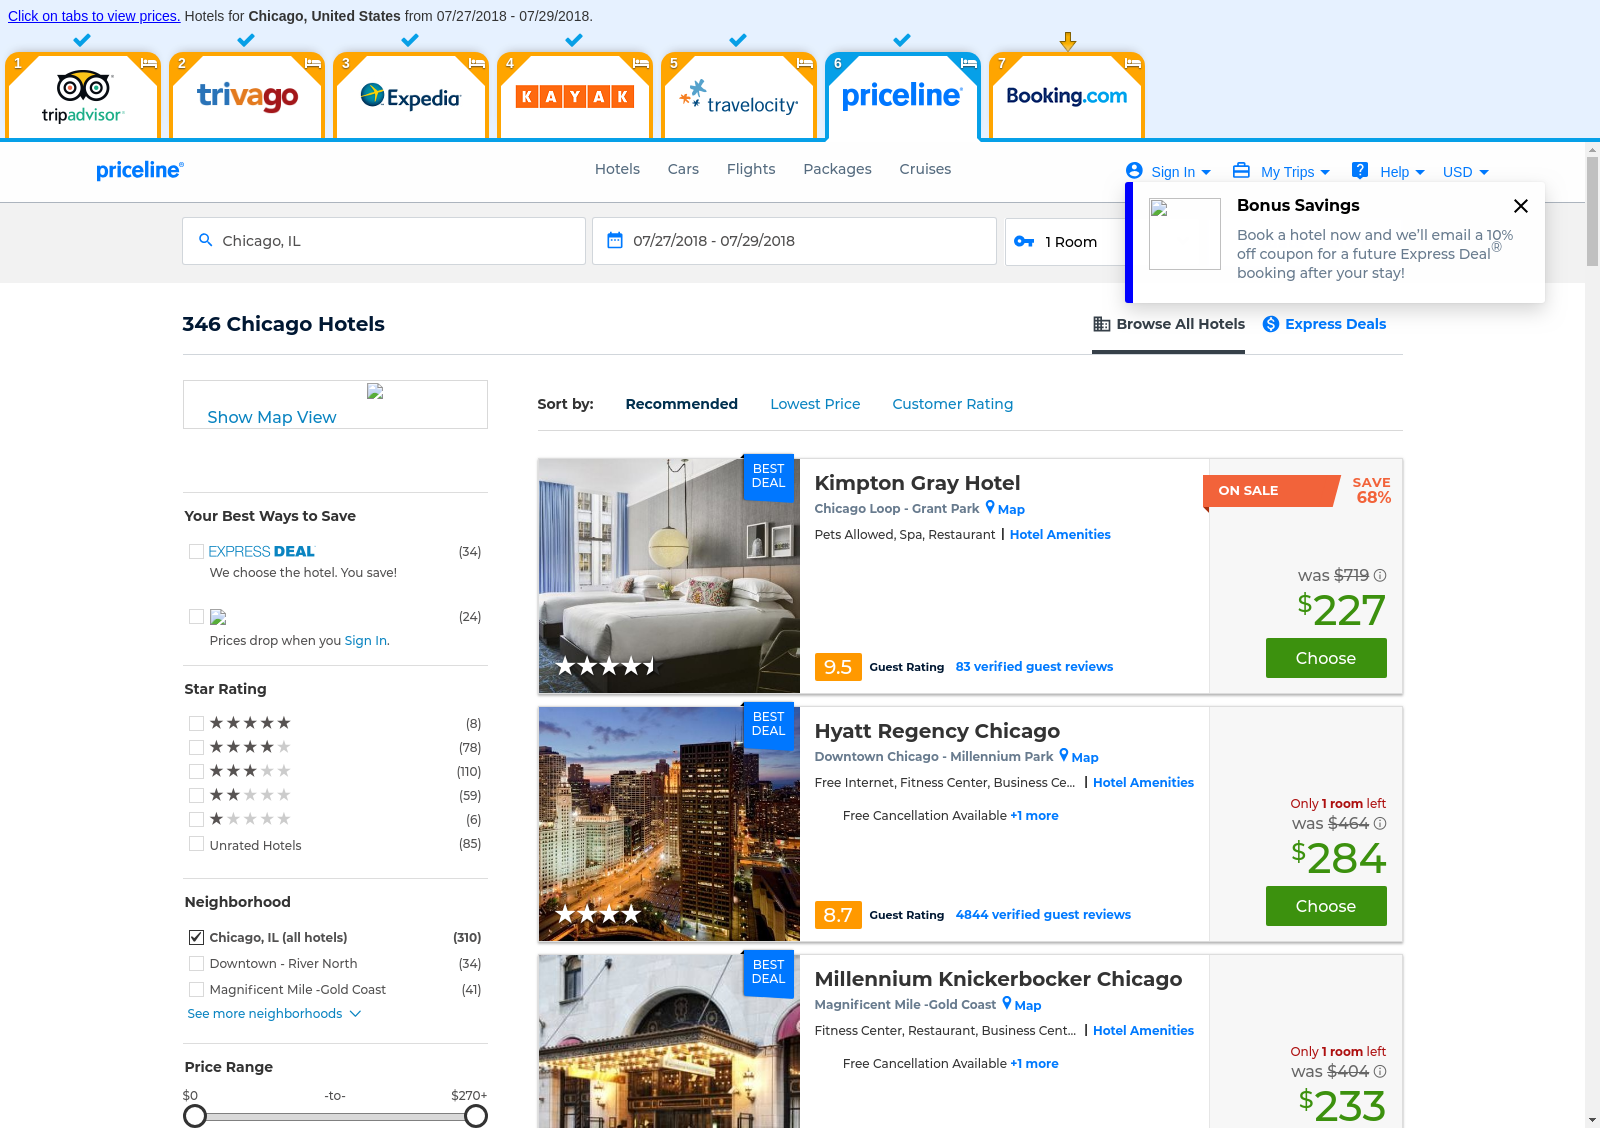 Click on tabs to view prices. Hotels for Chicago, United States from 07/27/2018 - 07/29/2018.
1 2 3 4 5 6 7
tripadvisor®
trivago
Expedia®
KAYAK
travelocity®
priceline®
Booking.com
priceline®
Hotels Cars Flights Packages Cruises
Sign In My Trips Help USD
Chicago, IL
07/27/2018 - 07/29/2018
1 Room
Bonus Savings
Book a hotel now and we'll email a 10%
off coupon for a future Express Deal®
booking after your stay!
346 Chicago Hotels
Browse All Hotels Express Deals
Show Map View
Sort by: Recommended Lowest Price Customer Rating
Your Best Ways to Save
EXPRESS DEAL (34)
We choose the hotel. You save!
(24)
Prices drop when you Sign In.
Star Rating
(8)
(78)
(110)
(59)
(6)
Unrated Hotels (85)
Neighborhood
Chicago, IL (all hotels) (310)
Downtown - River North (34)
Magnificent Mile -Gold Coast (41)
See more neighborhoods
Price Range
$0 -to- $270+
BEST
DEAL
Kimpton Gray Hotel
Chicago Loop - Grant Park Map
Pets Allowed, Spa, Restaurant | Hotel Amenities
9.5 Guest Rating 83 verified guest reviews
ON SALE
SAVE
68%
was $719
$227
Choose
BEST
DEAL
Hyatt Regency Chicago
Downtown Chicago - Millennium Park Map
Free Internet, Fitness Center, Business Ce... | Hotel Amenities
Free Cancellation Available +1 more
8.7 Guest Rating 4844 verified guest reviews
Only 1 room left
was $464
$284
Choose
BEST
DEAL
Millennium Knickerbocker Chicago
Magnificent Mile -Gold Coast Map
Fitness Center, Restaurant, Business Cent... | Hotel Amenities
Free Cancellation Available +1 more
Only 1 room left
was $404
$233